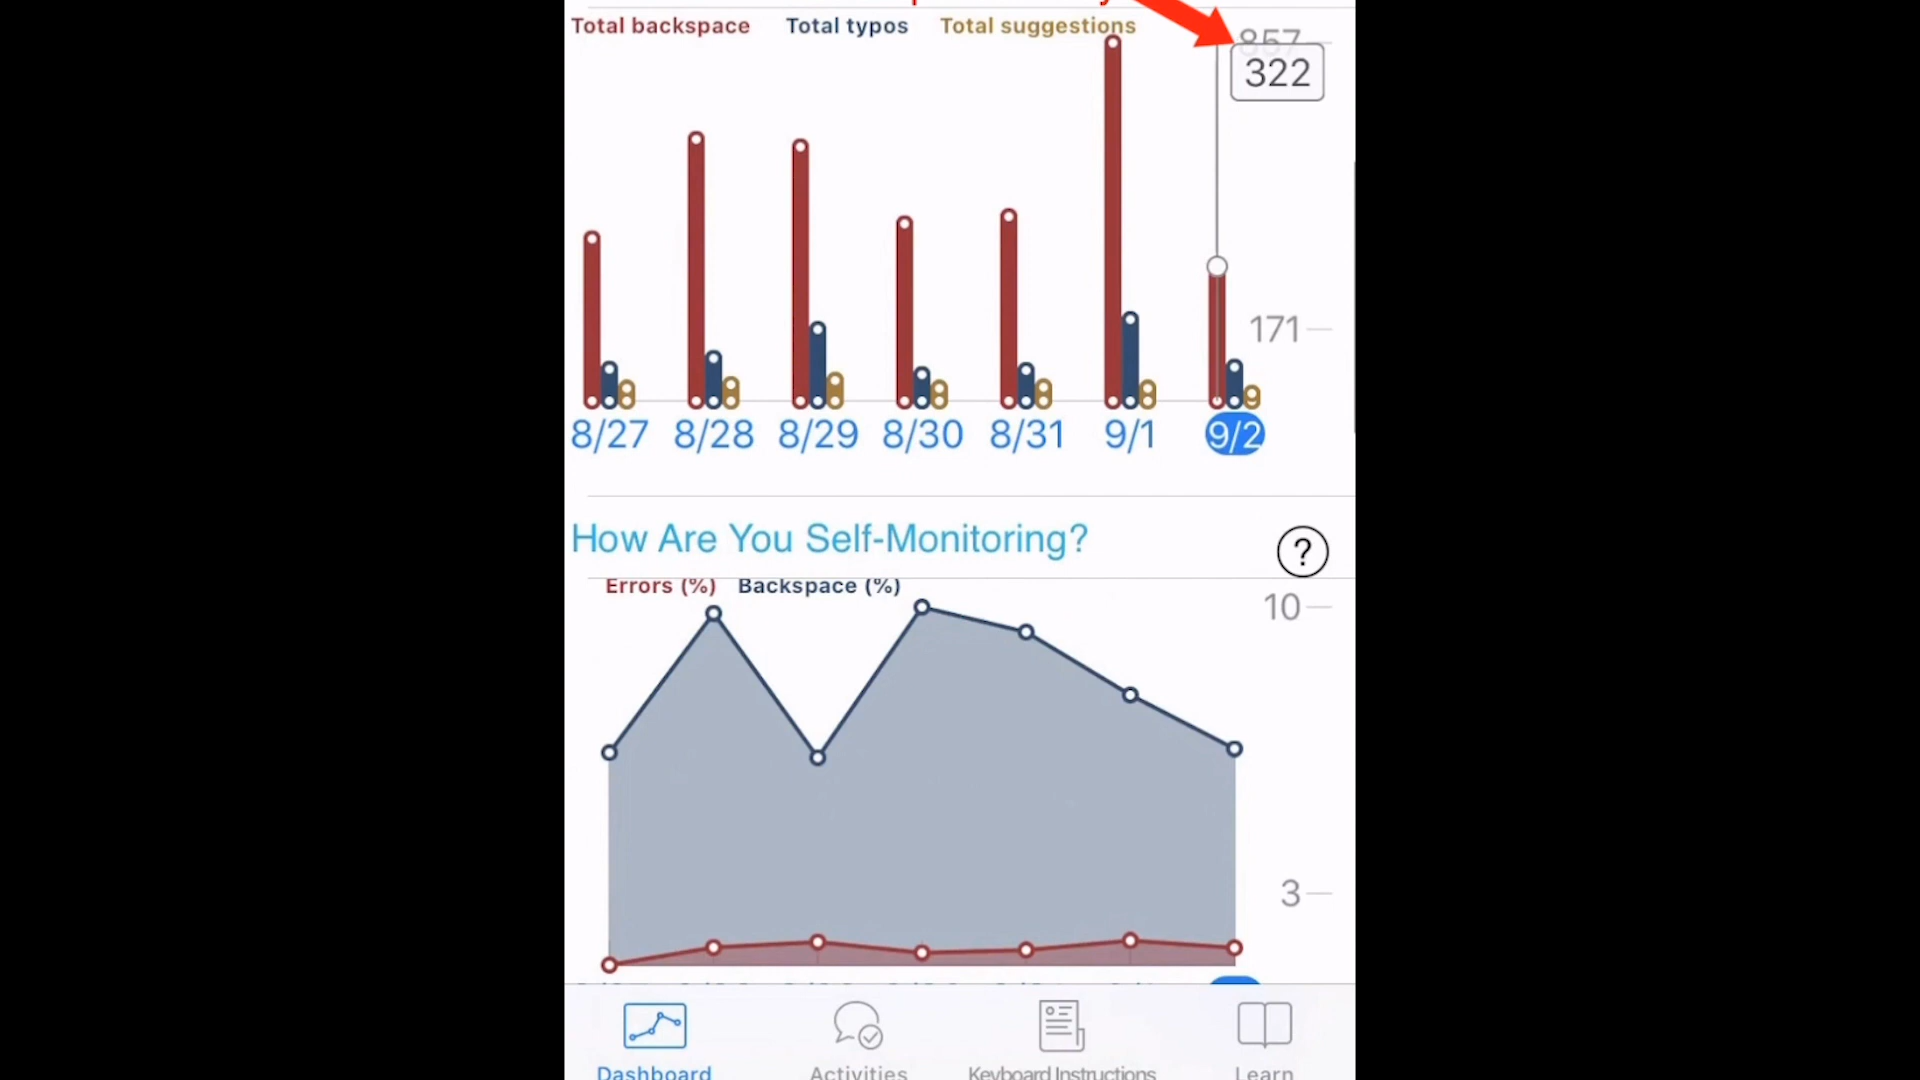 Total backspace Total typos Total suggestions
857
322
171
8/27 8/28 8/29 8/30 8/31 9/1 9/2
How Are You Self-Monitoring? ?
Errors (%) Backspace (%)
10
3
Dashboard Activities Keyboard Instructions Learn